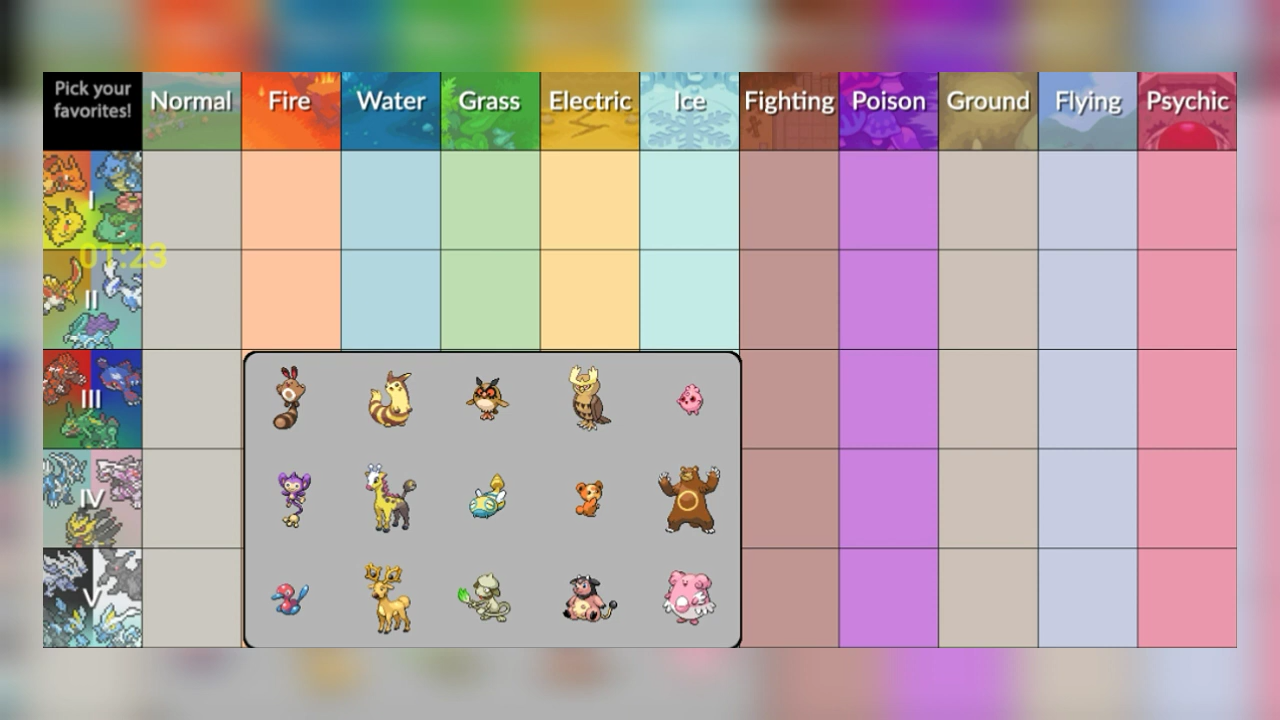 Pick your
favorites!
Normal
Fire
Water
Grass
Electric
Ice
Fighting
Poison
Ground
Flying
Psychic
I
01:23
II
III
IV
V